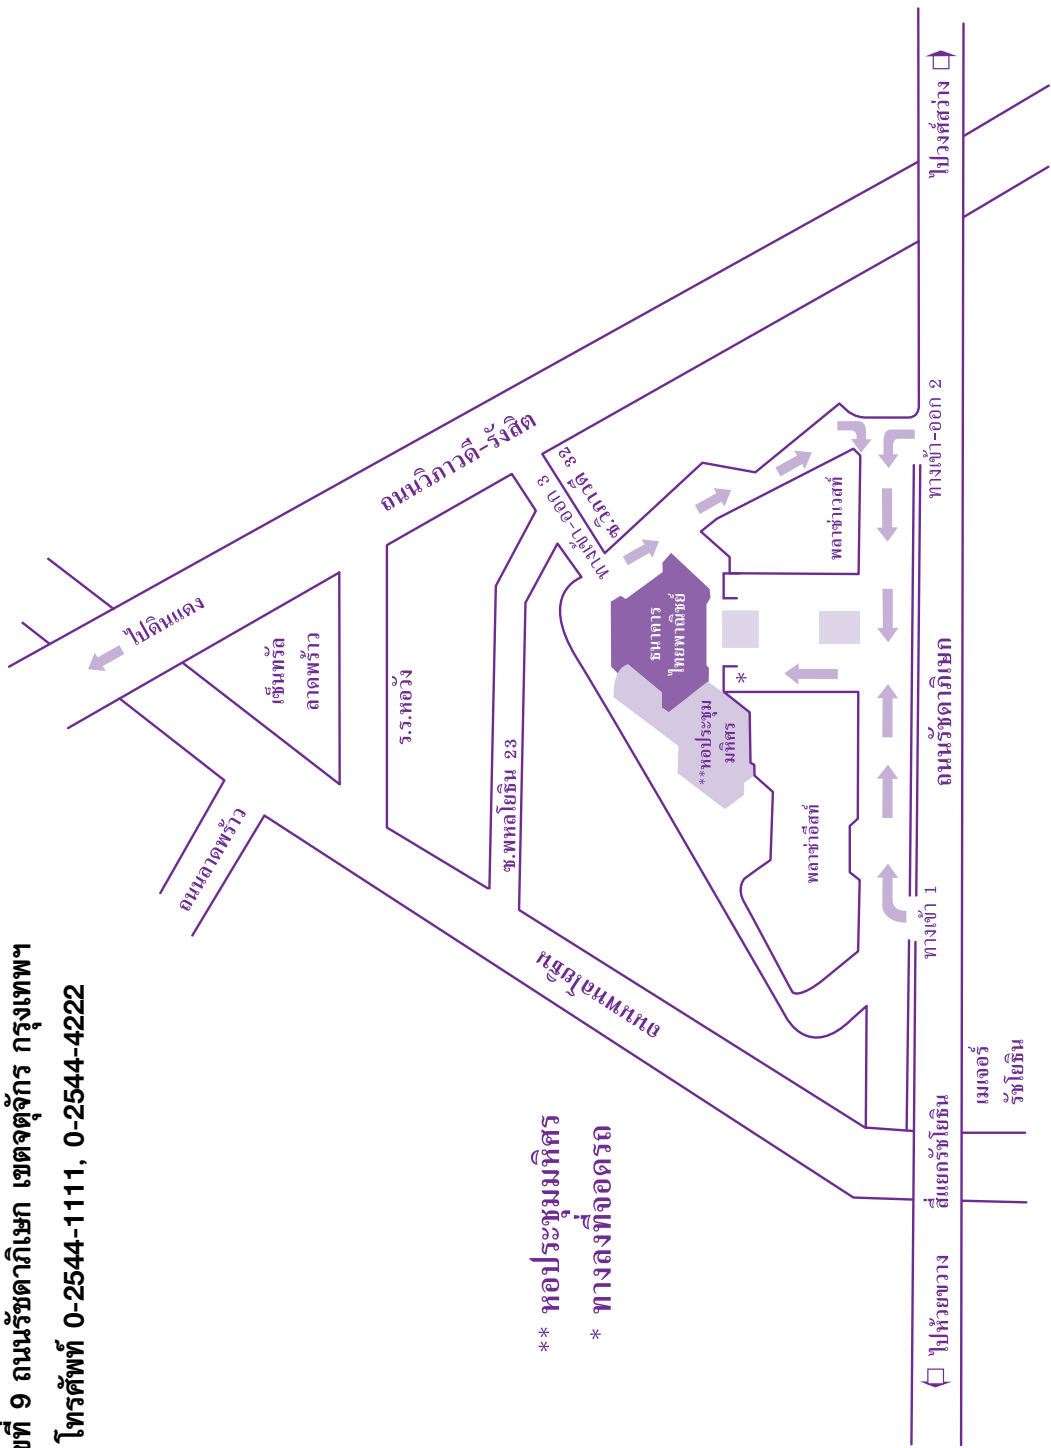 9 ถนนรัชดาภิเษก เขตจตุจักร กรุงเทพฯ
โทรศัพท์ 0-2544-1111, 0-2544-4222
ไปดินแดง
ถนนวิภาวดี-รังสิต
เซ็นทรัล
ลาดพร้าว
ถนนลาดพร้าว
ร.ร.หอวัง
ซ.พหลโยธิน 23
ถนนพหลโยธิน
ทางเข้า-ออก 3
ซ.วิภาวดี 32
ธนาคาร
ไทยพาณิชย์
**หอประชุม
มหิศร
*
พลาซ่าเวสท์
พลาซ่าอีสท์
ทางเข้า-ออก 2
ทางเข้า 1
ไปวงศ์สว่าง
ถนนรัชดาภิเษก
สี่แยกรัชโยธิน
ไปห้วยขวาง
เมเจอร์
รัชโยธิน
** หอประชุมมหิศร
* ทางลงที่จอดรถ